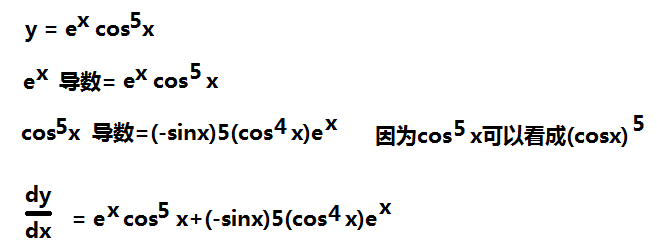 y = e^x cos^5x
e^x 导数= e^x cos^5 x
cos^5x 导数=(-sinx)5(cos^4 x)e^x 因为cos^5 x可以看成(cosx)^5
dy/dx = e^x cos^5 x+(-sinx)5(cos^4 x)e^x